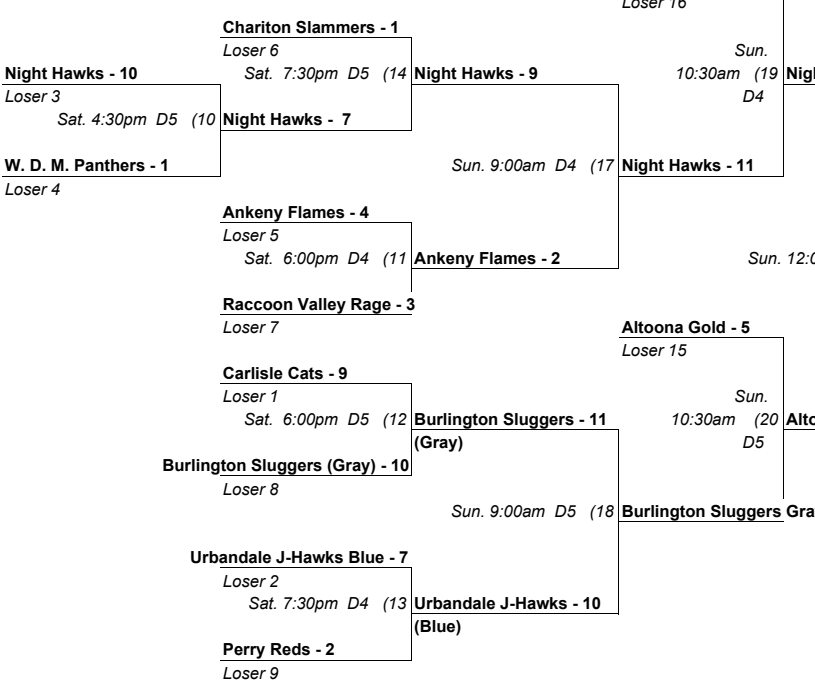 Loser 16
Chariton Slammers - 1
Loser 6
Sun.
Night Hawks - 10
Sat. 7:30pm D5 (14
Night Hawks - 9
10:30am (19
Loser 3
D4
Sat. 4:30pm D5 (10
Night Hawks - 7
W. D. M. Panthers - 1
Sun. 9:00am D4 (17
Night Hawks - 11
Loser 4
Ankeny Flames - 4
Loser 5
Sat. 6:00pm D4 (11
Ankeny Flames - 2
Sun. 12:0
Raccoon Valley Rage - 3
Loser 7
Altoona Gold - 5
Loser 15
Carlisle Cats - 9
Loser 1
Sun.
Sat. 6:00pm D5 (12
Burlington Sluggers - 11
10:30am (20
Alto
(Gray)
D5
Burlington Sluggers (Gray) - 10
Loser 8
Sun. 9:00am D5 (18
Burlington Sluggers Gra
Urbandale J-Hawks Blue - 7
Loser 2
Sat. 7:30pm D4 (13
Urbandale J-Hawks - 10
(Blue)
Perry Reds - 2
Loser 9